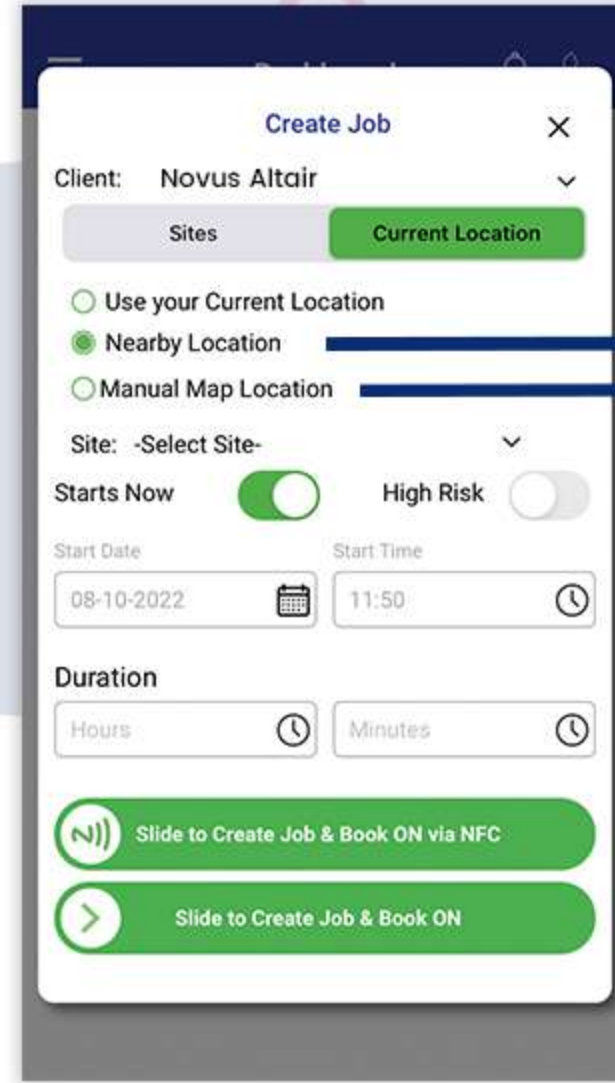 Create Job
Client: Novus Altair
Sites Current Location
Use your Current Location
Nearby Location
Manual Map Location
Site: -Select Site-
Starts Now High Risk
Start Date Start Time
08-10-2022 11:50
Duration
Hours Minutes
Slide to Create Job & Book ON via NFC
Slide to Create Job & Book ON